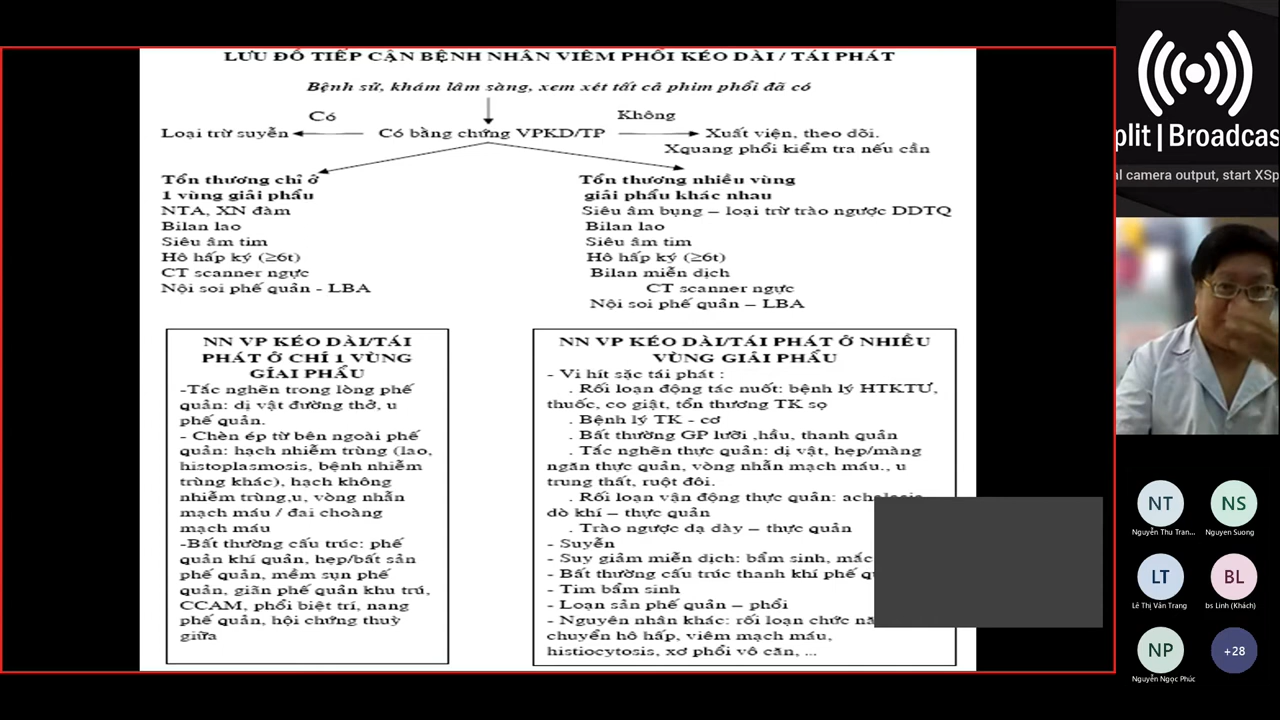 LƯU ĐỒ TIẾP CẬN BỆNH NHÂN VIÊM PHỔI KÉO DÀI / TÁI PHÁT
Bệnh sử, khám lâm sàng, xem xét tất cả phim phổi đã có
Có
Không
Loại trừ suyễn
Có bằng chứng VPKD/TP
Xuất viện, theo dõi.
Xquang phổi kiểm tra nếu cần
Tổn thương chỉ ở
1 vùng giải phẩu
NTA, XN đàm
Bilan lao
Siêu âm tim
Hô hấp ký (≥6t)
CT scanner ngực
Nội soi phế quản - LBA
Tổn thương nhiều vùng
giải phẩu khác nhau
Siêu âm bụng – loại trừ trào ngược DDTQ
Bilan lao
Siêu âm tim
Hô hấp ký (≥6t)
Bilan miễn dịch
CT scanner ngực
Nội soi phế quản – LBA
NN VP KÉO DÀI/TÁI
PHÁT Ở CHỈ 1 VÙNG
GÍAI PHẨU
-Tắc nghẽn trong lòng phế
quản: dị vật đường thở, u
phế quản.
- Chèn ép từ bên ngoài phế
quản: hạch nhiễm trùng (lao,
histoplasmosis, bệnh nhiễm
trùng khác), hạch không
nhiễm trùng,u, vòng nhẫn
mạch máu / đai choàng
mạch máu
-Bất thường cấu trúc: phế
quản khí quản, hẹp/bất sản
phế quản, mềm sụn phế
quản, giãn phế quản khu trú,
CCAM, phổi biệt trí, nang
phế quản, hội chứng thuỳ
giữa
NN VP KÉO DÀI/TÁI PHÁT Ở NHIỀU
VÙNG GIẢI PHẨU
- Vi hít sặc tái phát :
. Rối loạn động tác nuốt: bệnh lý HTKTƯ,
thuốc, co giật, tổn thương TK sọ
. Bệnh lý TK - cơ
. Bất thường GP lưỡi ,hầu, thanh quản
. Tắc nghẽn thực quản: dị vật, hẹp/màng
ngăn thực quản, vòng nhẫn mạch máu., u
trung thất, ruột đôi.
. Rối loạn vận động thực quản: achalasia
dò khí – thực quản
. Trào ngược dạ dày – thực quản
- Suyễn
- Suy giảm miễn dịch: bẩm sinh, mắc
- Bất thường cấu trúc thanh khí phế
- Tim bẩm sinh
- Loạn sản phế quản – phổi
- Nguyên nhân khác: rối loạn chức
chuyển hô hấp, viêm mạch máu,
histiocytosis, xơ phổi vô căn, ...
plit | Broadcas
al camera output, start XSp
NT
NS
Nguyễn Thu Tran...
Nguyen Suong
LT
BL
Lê Thị Vân Trang
bs Linh (Khách)
NP
+28
Nguyễn Ngọc Phúc